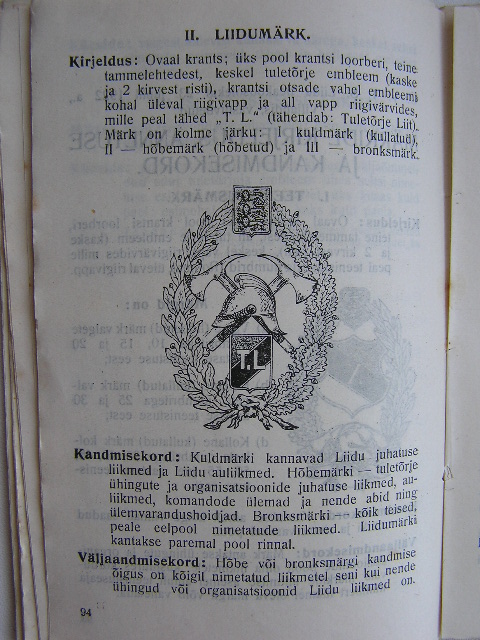 II. LIIDUMÄRK.
Kirjeldus: Ovaal krants; üks pool krantsi loorberi, teine
tammelehtedest, keskel tuletõrje embleem (kaske
ja 2 kirvest risti), krantsi otsade vahel embleemi
kohal üleval riigivapp ja all vapp riigivärvides,
mille peal tähed „T. L.“ (tähendab: Tuletõrje Liit).
Märk on kolme järku: I — kuldmärk (kullatud),
II — hõbemärk (hõbetud) ja III — bronksmärk.
T.L
Kandmisekord: Kuldmärki kannavad Liidu juhatuse
liikmed ja Liidu auliikmed. Hõbemärki — tuletõrje
ühingute ja organisatsioonide juhatuse liikmed, au-
liikmed, komandode ülemad ja nende abid ning
ülemvarandushoidjad. Bronksmärki — kõik teised,
peale eelpool nimetatude liikmed. Liidumärki
kantakse paremal pool rinnal.
Väljaandmisekord: Hõbe või bronksmärgi kandmise
õigus on kõigil nimetatud liikmetel seni kui nende
ühingud või organisatsioonid Liidu liikmed on.
94